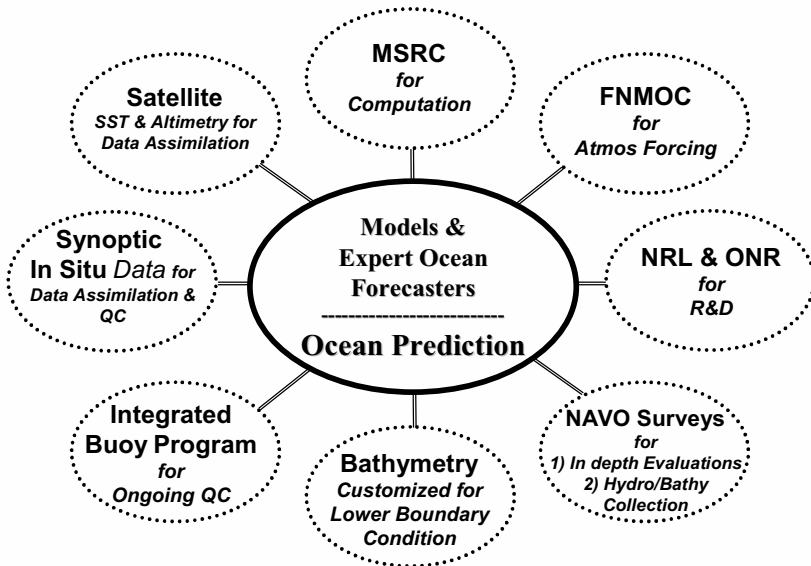 MSRC
for
Computation
Satellite
SST & Altimetry for
Data Assimilation
FNMOC
for
Atmos Forcing
Synoptic
In Situ Data for
Data Assimilation &
QC
Models &
Expert Ocean
Forecasters
---------------------------
Ocean Prediction
NRL & ONR
for
R&D
Integrated
Buoy Program
for
Ongoing QC
Bathymetry
Customized for
Lower Boundary
Condition
NAVO Surveys
for
1) In depth Evaluations
2) Hydro/Bathy
Collection